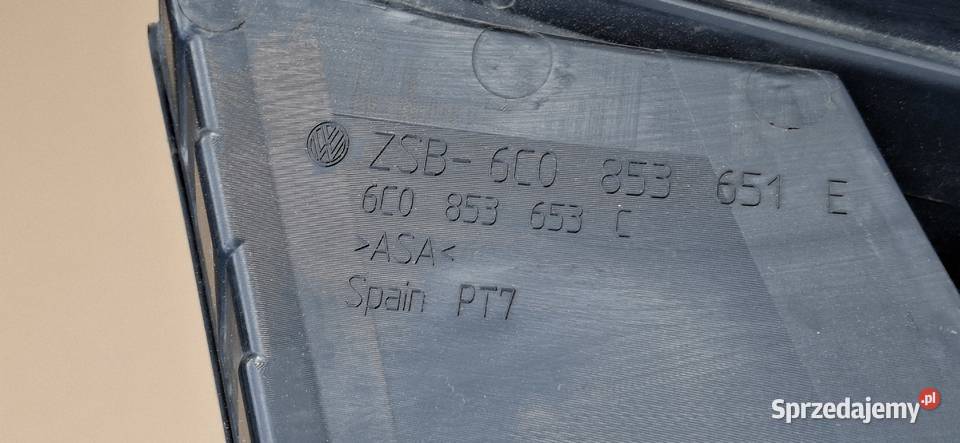 ZSB-6C0 853 651 E
6C0 853 653 C
>ASA<
Spain PT7
Sprzedajemy.pl